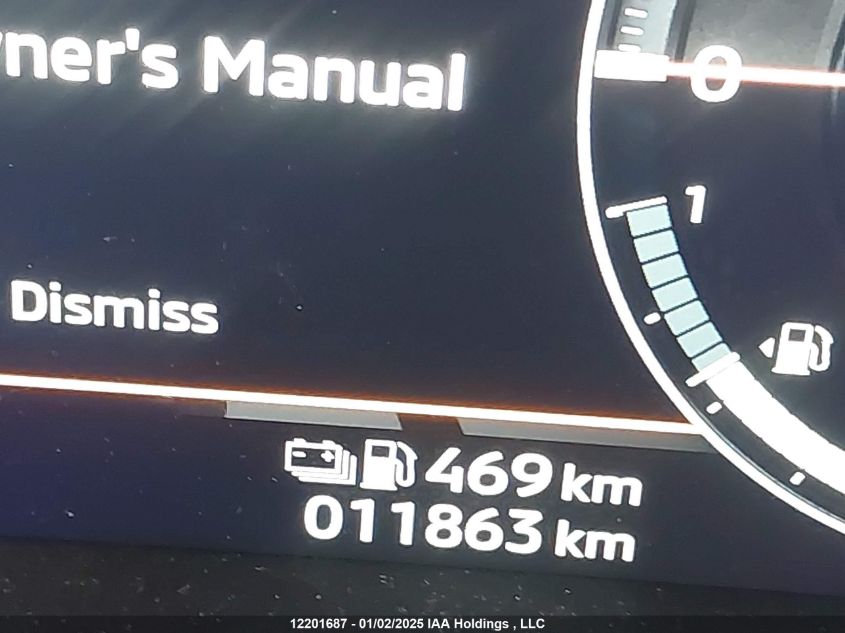 ner's Manual
0
1
Dismiss
469 km
011863 km
12201687 - 01/02/2025 IAA Holdings , LLC